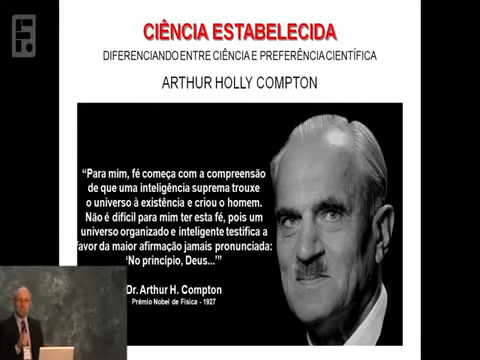 CIÊNCIA ESTABELECIDA
DIFERENCIANDO ENTRE CIÊNCIA E PREFERÊNCIA CIENTÍFICA
ARTHUR HOLLY COMPTON
“Para mim, fé começa com a compreensão
de que uma inteligência suprema trouxe
o universo à existência e criou o homem.
Não é difícil para mim ter esta fé, pois um
universo organizado e inteligente testifica a
favor da maior afirmação jamais pronunciada:
‘No princípio, Deus...’”
Dr. Arthur H. Compton
Prêmio Nobel de Física - 1927